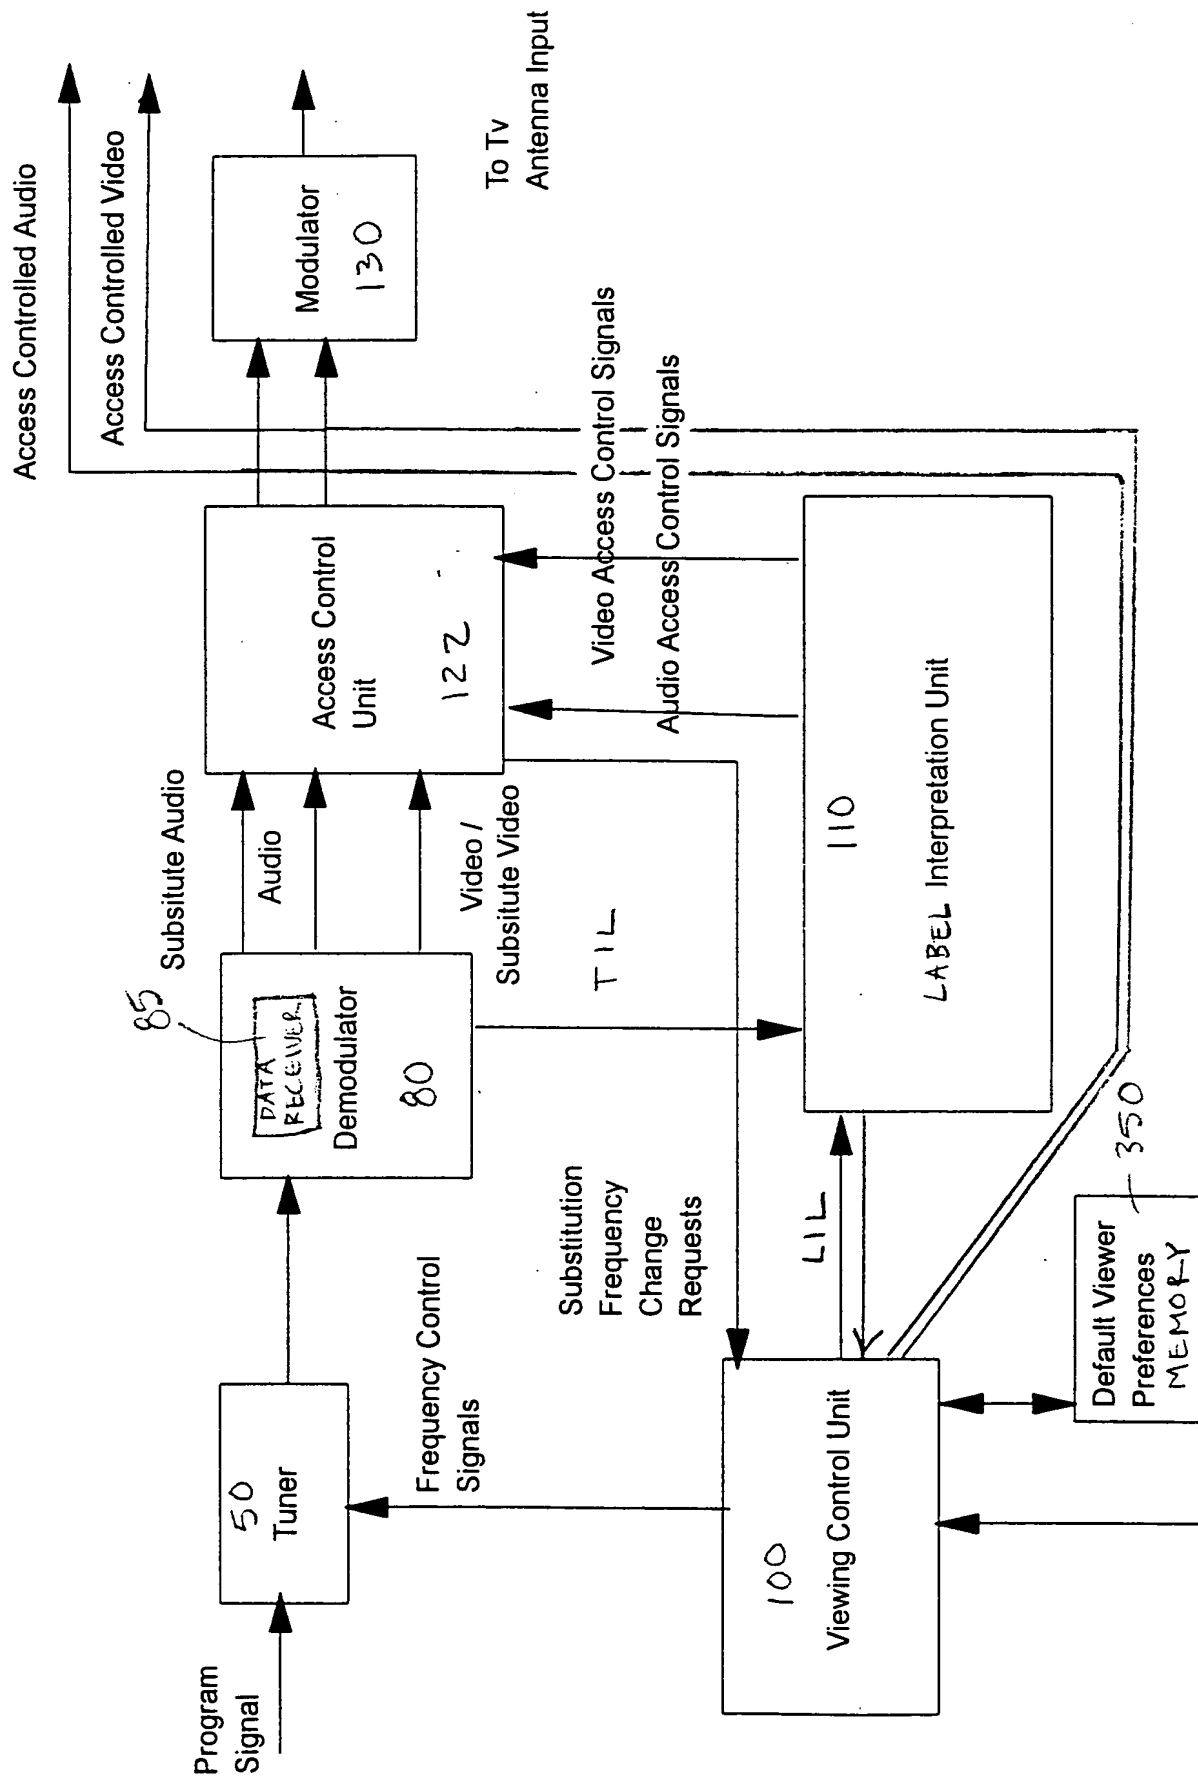 Access Controlled Audio
Access Controlled Video
Program
Signal
50
Tuner
85
DATA
RECEIVER
Demodulator
80
Subsitute Audio
Audio
Video /
Subsitute Video
Access Control
Unit
122
Modulator
130
To Tv
Antenna Input
Frequency Control
Signals
Substitution
Frequency
Change
Requests
TIL
Video Access Control Signals
Audio Access Control Signals
100
Viewing Control Unit
LIL
110
LABEL Interpretation Unit
Default Viewer
Preferences
MEMORY
350